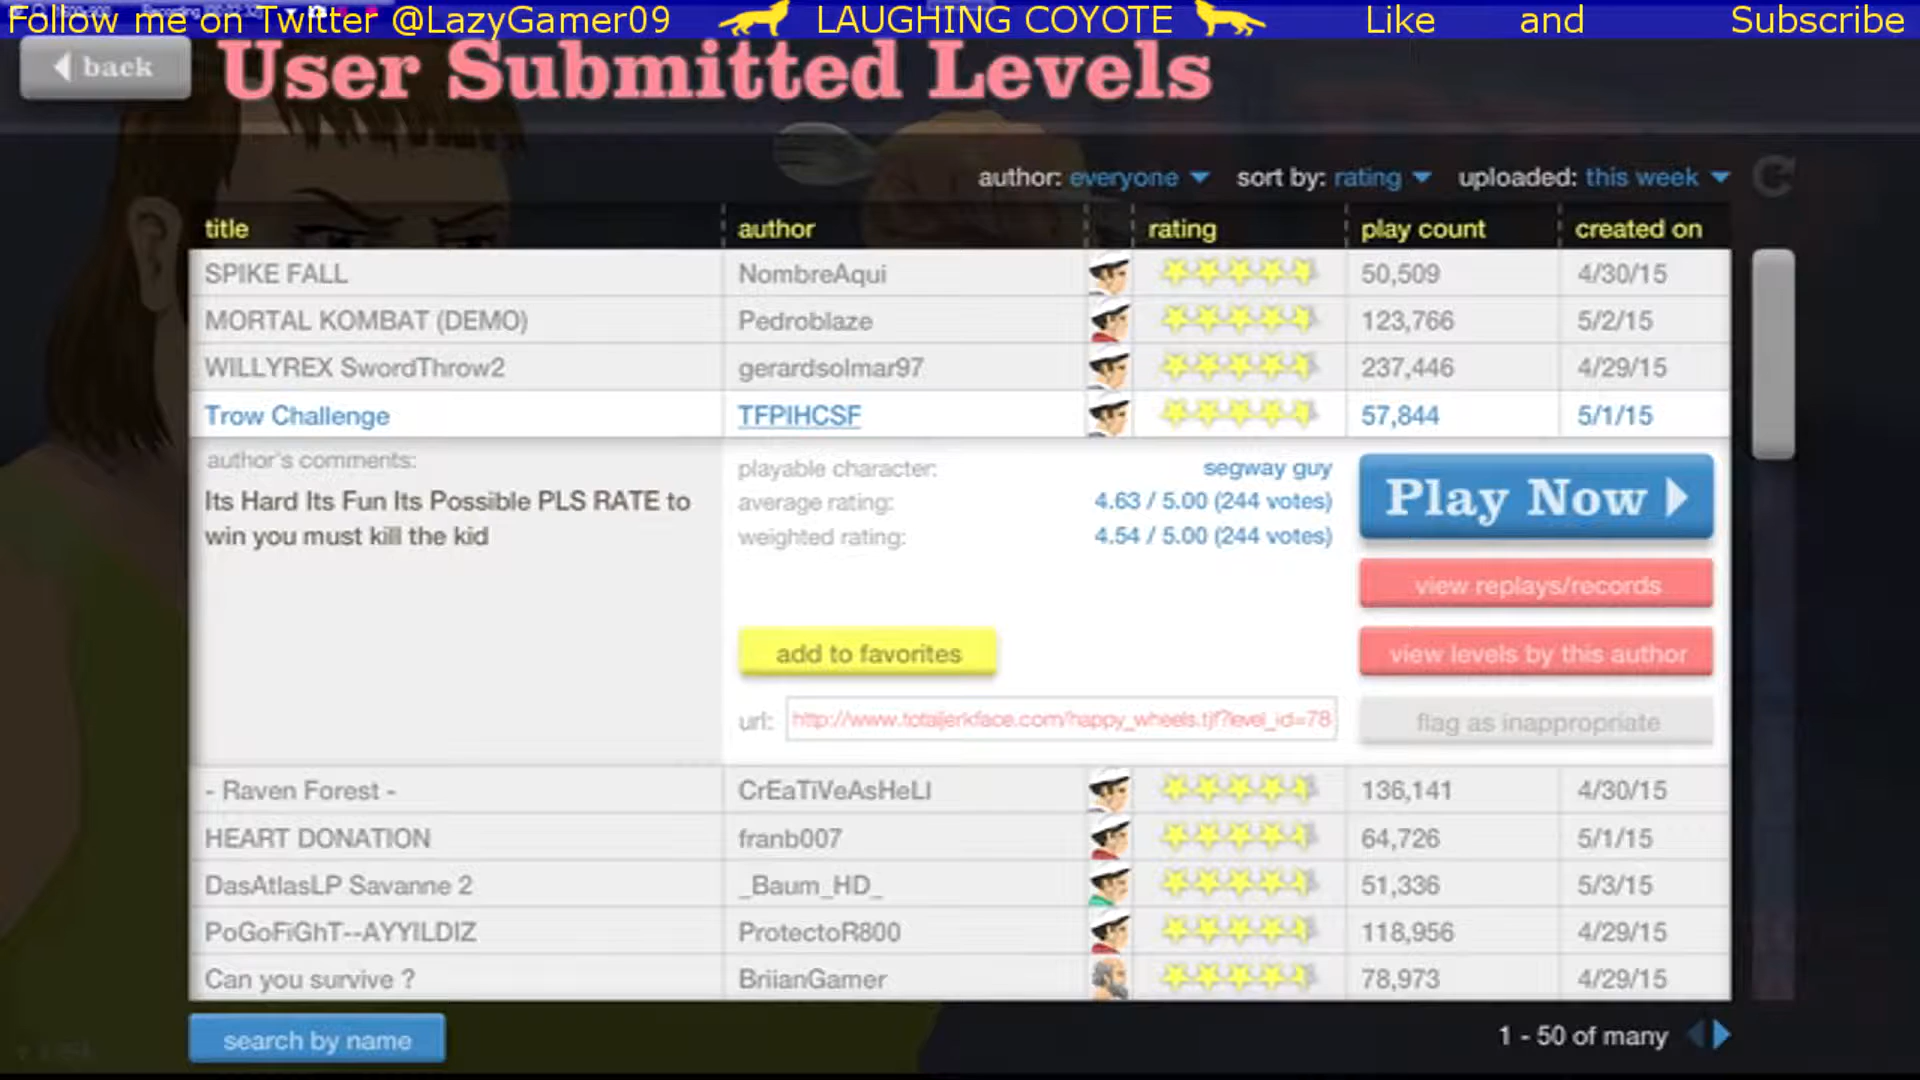 Follow me on Twitter @LazyGamer09 LAUGHING COYOTE Like and Subscribe
back
User Submitted Levels
author: everyone sort by: rating uploaded: this week
title author rating play count created on
SPIKE FALL NombreAqui 50,509 4/30/15
MORTAL KOMBAT (DEMO) Pedroblaze 123,766 5/2/15
WILLYREX SwordThrow2 gerardsolmar97 237,446 4/29/15
Trow Challenge TFPIHCSF 57,844 5/1/15
author's comments:
Its Hard Its Fun Its Possible PLS RATE to
win you must kill the kid
playable character: segway guy
average rating: 4.63 / 5.00 (244 votes)
weighted rating: 4.54 / 5.00 (244 votes)
add to favorites
url: http://www.totaljerkface.com/happy_wheels.tjf?level_id=78
Play Now
view replays/records
view levels by this author
flag as inappropriate
- Raven Forest - CrEaTiVeAsHeLl 136,141 4/30/15
HEART DONATION franb007 64,726 5/1/15
DasAtlasLP Savanne 2 _Baum_HD_ 51,336 5/3/15
PoGoFiGhT--AYYILDIZ ProtectoR800 118,956 4/29/15
Can you survive ? BriianGamer 78,973 4/29/15
search by name
1 - 50 of many